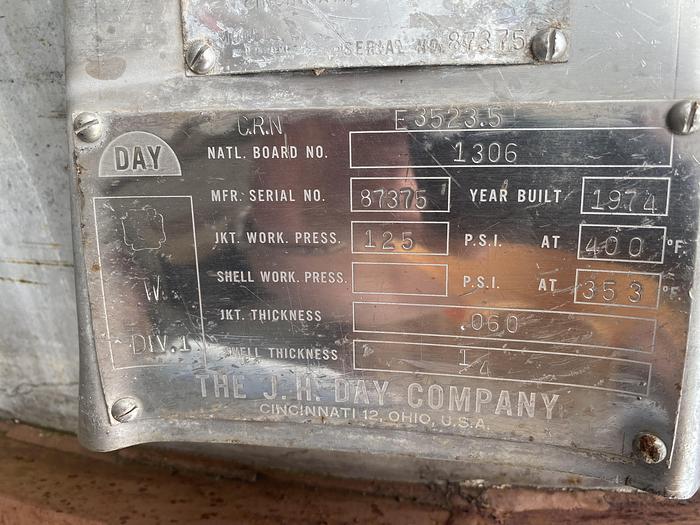 SERIAL NO. 87375
C.R.N E3523.5
DAY
NATL. BOARD NO. 1306
MFR. SERIAL NO. 87375 YEAR BUILT 1974
JKT. WORK. PRESS. 125 P.S.I. AT 400 °F.
SHELL WORK. PRESS. P.S.I. AT 353 °F.
W
JKT. THICKNESS .060
DIV. 1
SHELL THICKNESS 1/4
THE J. H. DAY COMPANY
CINCINNATI 12, OHIO, U.S.A.